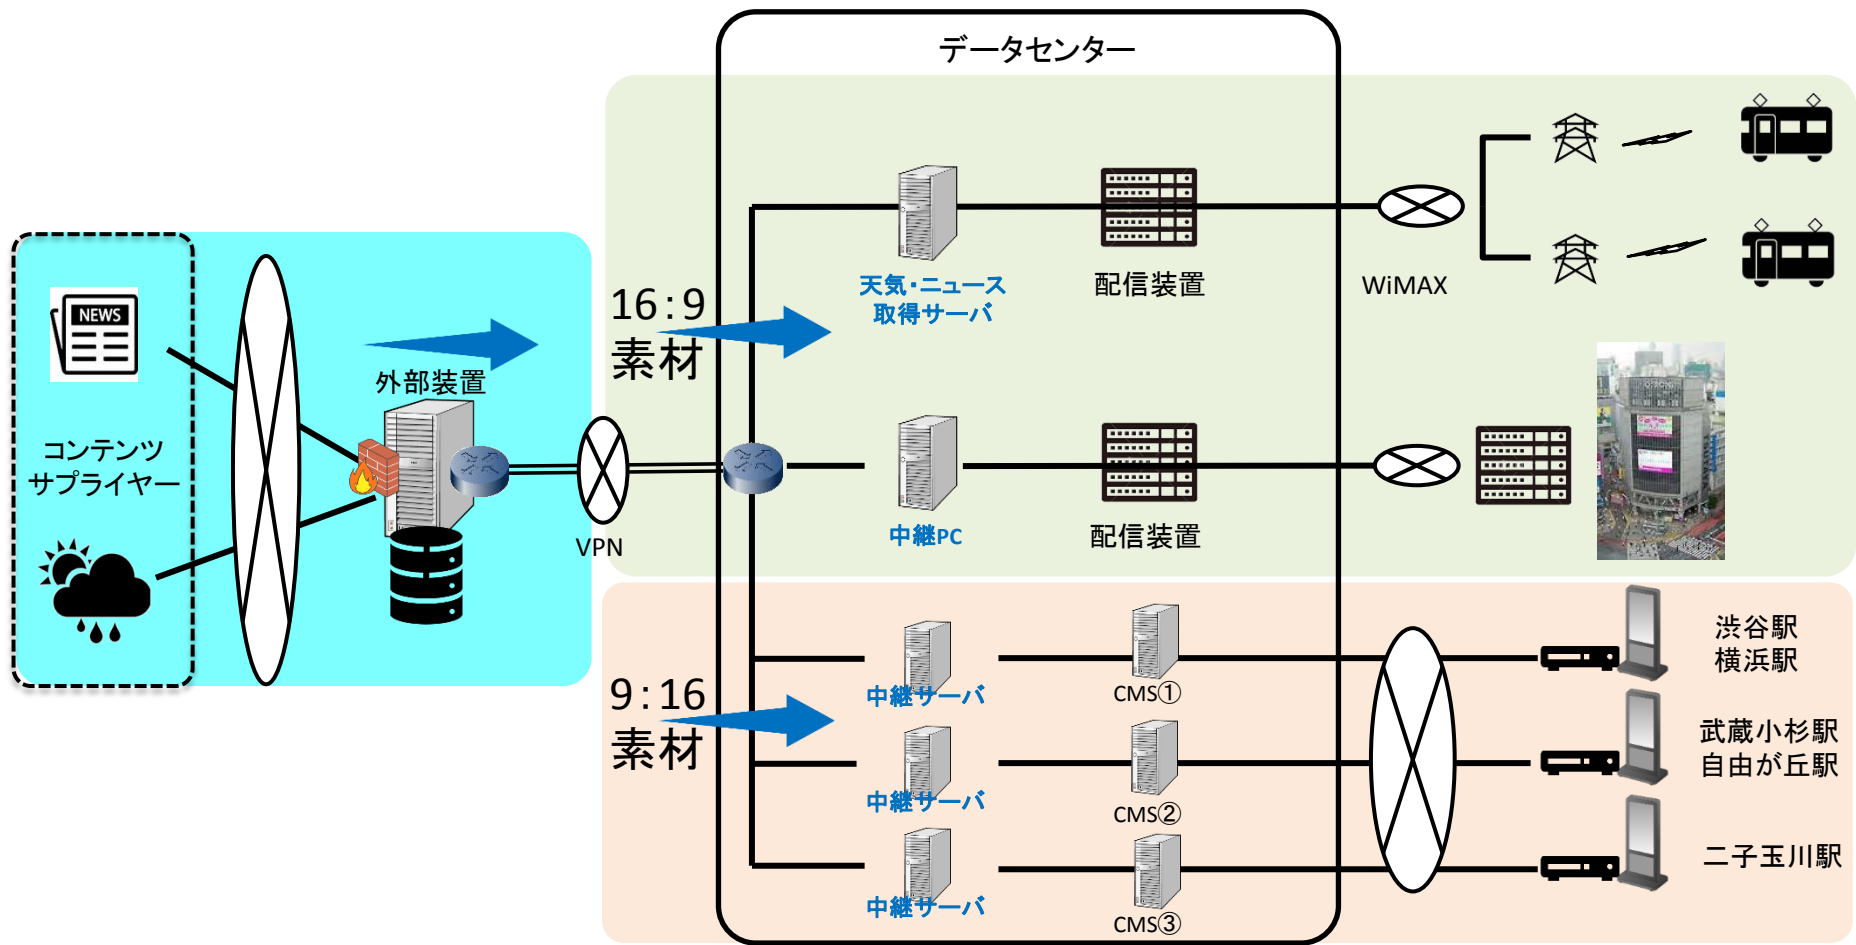 データセンター
NEWS
コンテンツ
サプライヤー
外部装置
VPN
16:9
素材
天気・ニュース
取得サーバ
配信装置
WiMAX
中継PC
配信装置
9:16
素材
中継サーバ
CMS①
渋谷駅
横浜駅
中継サーバ
CMS②
武蔵小杉駅
自由が丘駅
中継サーバ
CMS③
二子玉川駅